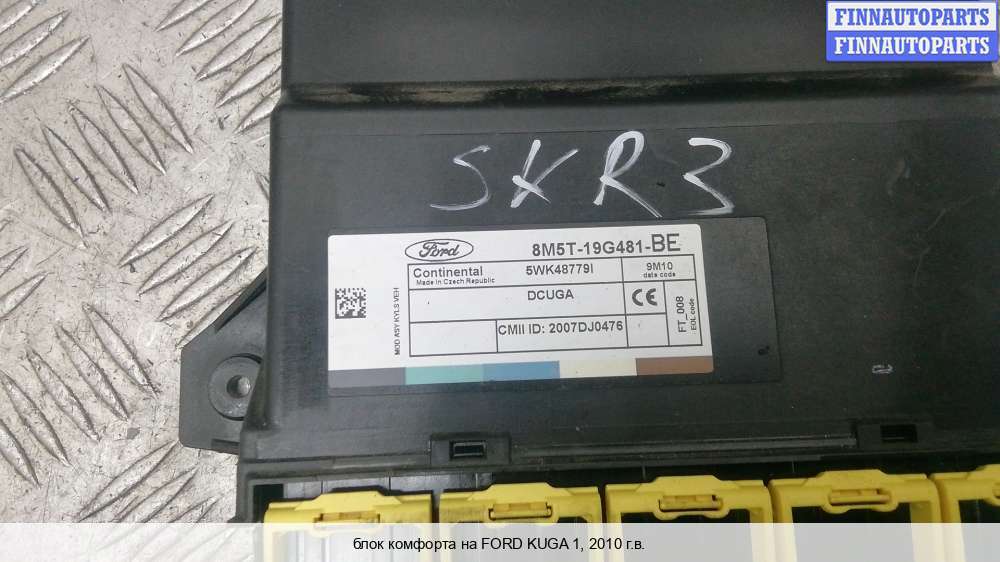 FINNAUTOPARTS
FINNAUTOPARTS
SKR3
Ford
8M5T-19G481-BE
Continental
Made in Czech Republic
5WK48779I
9M10
data code
DCUGA
CE
FT_008
EOL code
CMII ID: 2007DJ0476
MOD ASY KYLS VEH
блок комфорта на FORD KUGA 1, 2010 г.в.